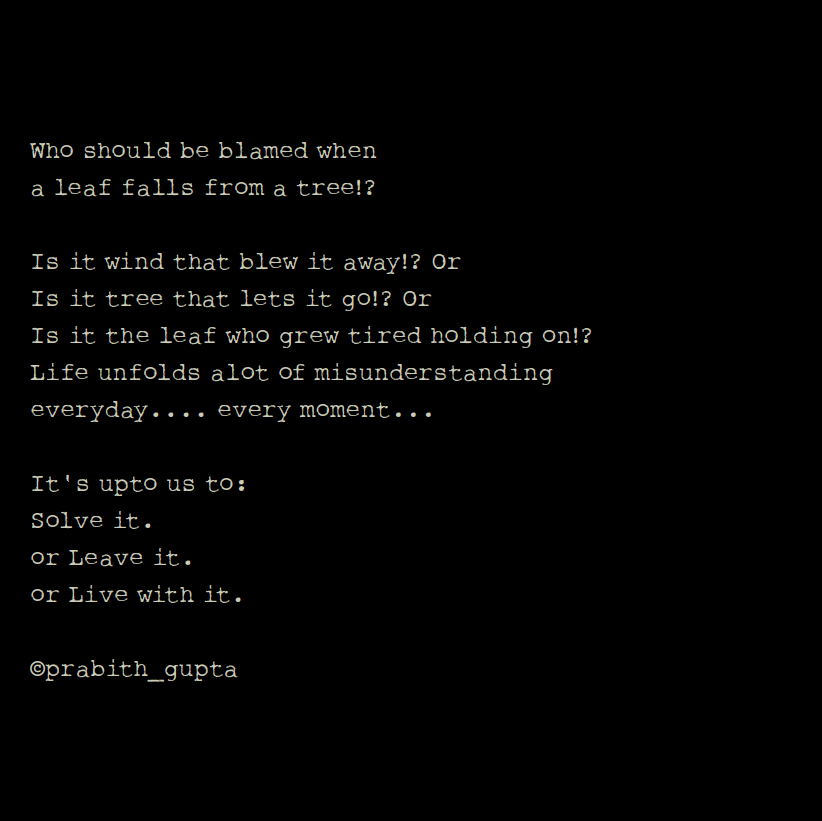 Who should be blamed when
a leaf falls from a tree!?
Is it wind that blew it away!? Or
Is it tree that lets it go!? Or
Is it the leaf who grew tired holding on!?
Life unfolds alot of misunderstanding
everyday.... every moment...
It's upto us to:
Solve it.
or Leave it.
or Live with it.
©prabith_gupta